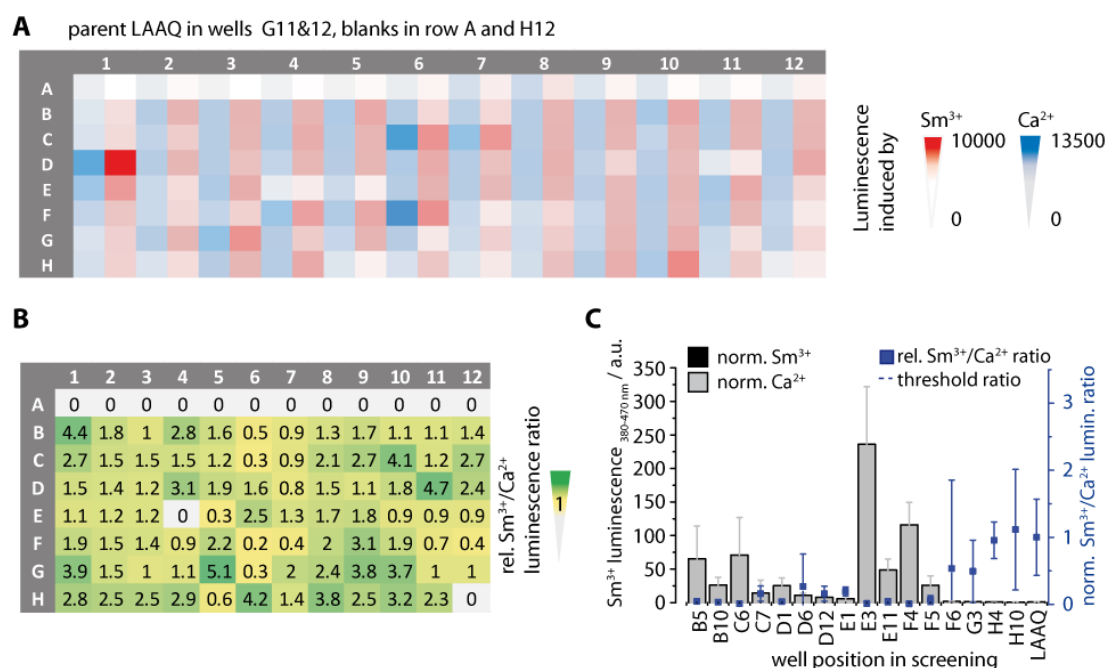 A parent LAAQ in wells G11&12, blanks in row A and H12
1 2 3 4 5 6 7 8 9 10 11 12
A
B
C
D
E
F
G
H
Luminescence
induced by
Sm³⁺ Ca²⁺
10000 13500
0 0
B
1 2 3 4 5 6 7 8 9 10 11 12
A 0 0 0 0 0 0 0 0 0 0 0 0
B 4.4 1.8 1 2.8 1.6 0.5 0.9 1.3 1.7 1.1 1.1 1.4
C 2.7 1.5 1.5 1.5 1.2 0.3 0.9 2.1 2.7 4.1 1.2 2.7
D 1.5 1.4 1.2 3.1 1.9 1.6 0.8 1.5 1.1 1.8 4.7 2.4
E 1.1 1.2 1.2 0 0.3 2.5 1.3 1.7 1.8 0.9 0.9 0.9
F 1.9 1.5 1.4 0.9 2.2 0.2 0.4 2 3.1 1.9 0.7 0.4
G 3.9 1.5 1 1.1 5.1 0.3 2 2.4 3.8 3.7 1 1
H 2.8 2.5 2.5 2.9 0.6 4.2 1.4 3.8 2.5 3.2 2.3 0
rel. Sm³⁺/Ca²⁺
luminescence ratio
1
C
norm. Sm³⁺
norm. Ca²⁺
rel. Sm³⁺/Ca²⁺ ratio
threshold ratio
Sm³⁺ luminescence 380-470 nm / a.u.
350
300
250
200
150
100
50
0
3
2
1
0
norm. Sm³⁺/Ca²⁺ lumin. ratio
B5 B10 C6 C7 D1 D6 D12 E1 E3 E11 F4 F5 F6 G3 H4 H10 LAAQ
well position in screening